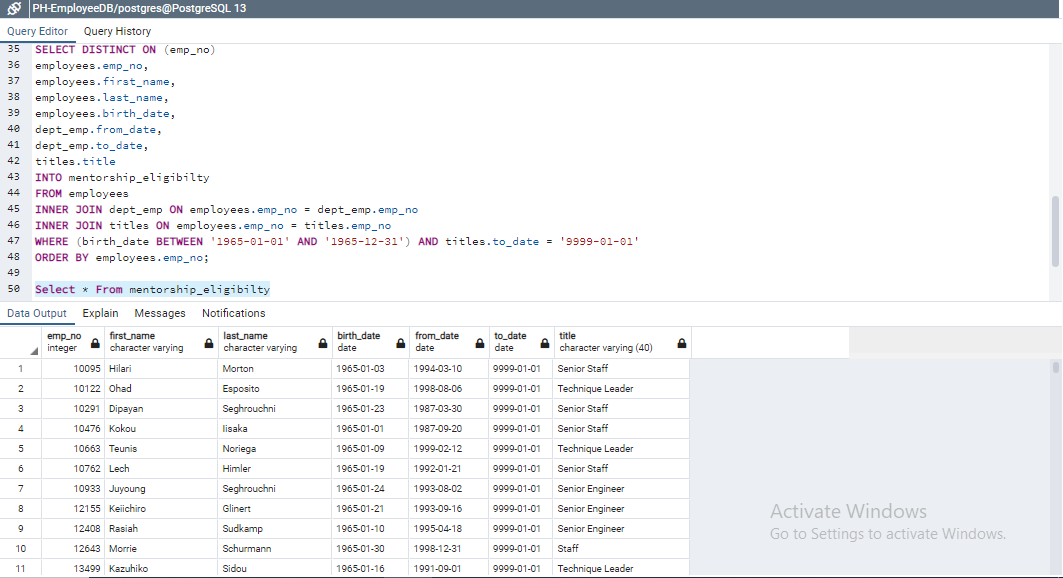 PH-EmployeeDB/postgres@PostgreSQL 13
Query Editor Query History
35 SELECT DISTINCT ON (emp_no)
36 employees.emp_no,
37 employees.first_name,
38 employees.last_name,
39 employees.birth_date,
40 dept_emp.from_date,
41 dept_emp.to_date,
42 titles.title
43 INTO mentorship_eligibilty
44 FROM employees
45 INNER JOIN dept_emp ON employees.emp_no = dept_emp.emp_no
46 INNER JOIN titles ON employees.emp_no = titles.emp_no
47 WHERE (birth_date BETWEEN '1965-01-01' AND '1965-12-31') AND titles.to_date = '9999-01-01'
48 ORDER BY employees.emp_no;
49
50 Select * From mentorship_eligibilty
Data Output Explain Messages Notifications
emp_no first_name last_name birth_date from_date to_date title
integer character varying character varying date date date character varying (40)
1 10095 Hilari Morton 1965-01-03 1994-03-10 9999-01-01 Senior Staff
2 10122 Ohad Esposito 1965-01-19 1998-08-06 9999-01-01 Technique Leader
3 10291 Dipayan Seghrouchni 1965-01-23 1987-03-30 9999-01-01 Senior Staff
4 10476 Kokou Iisaka 1965-01-01 1987-09-20 9999-01-01 Senior Staff
5 10663 Teunis Noriega 1965-01-09 1999-02-12 9999-01-01 Technique Leader
6 10762 Lech Himler 1965-01-19 1992-01-21 9999-01-01 Senior Staff
7 10933 Juyoung Seghrouchni 1965-01-24 1993-08-02 9999-01-01 Senior Engineer
8 12155 Keiichiro Glinert 1965-01-21 1993-09-16 9999-01-01 Senior Engineer
9 12408 Rasiah Sudkamp 1965-01-10 1995-04-18 9999-01-01 Senior Engineer
10 12643 Morrie Schurmann 1965-01-30 1998-12-31 9999-01-01 Staff
11 13499 Kazuhiko Sidou 1965-01-16 1991-09-01 9999-01-01 Technique Leader
Activate Windows
Go to Settings to activate Windows.